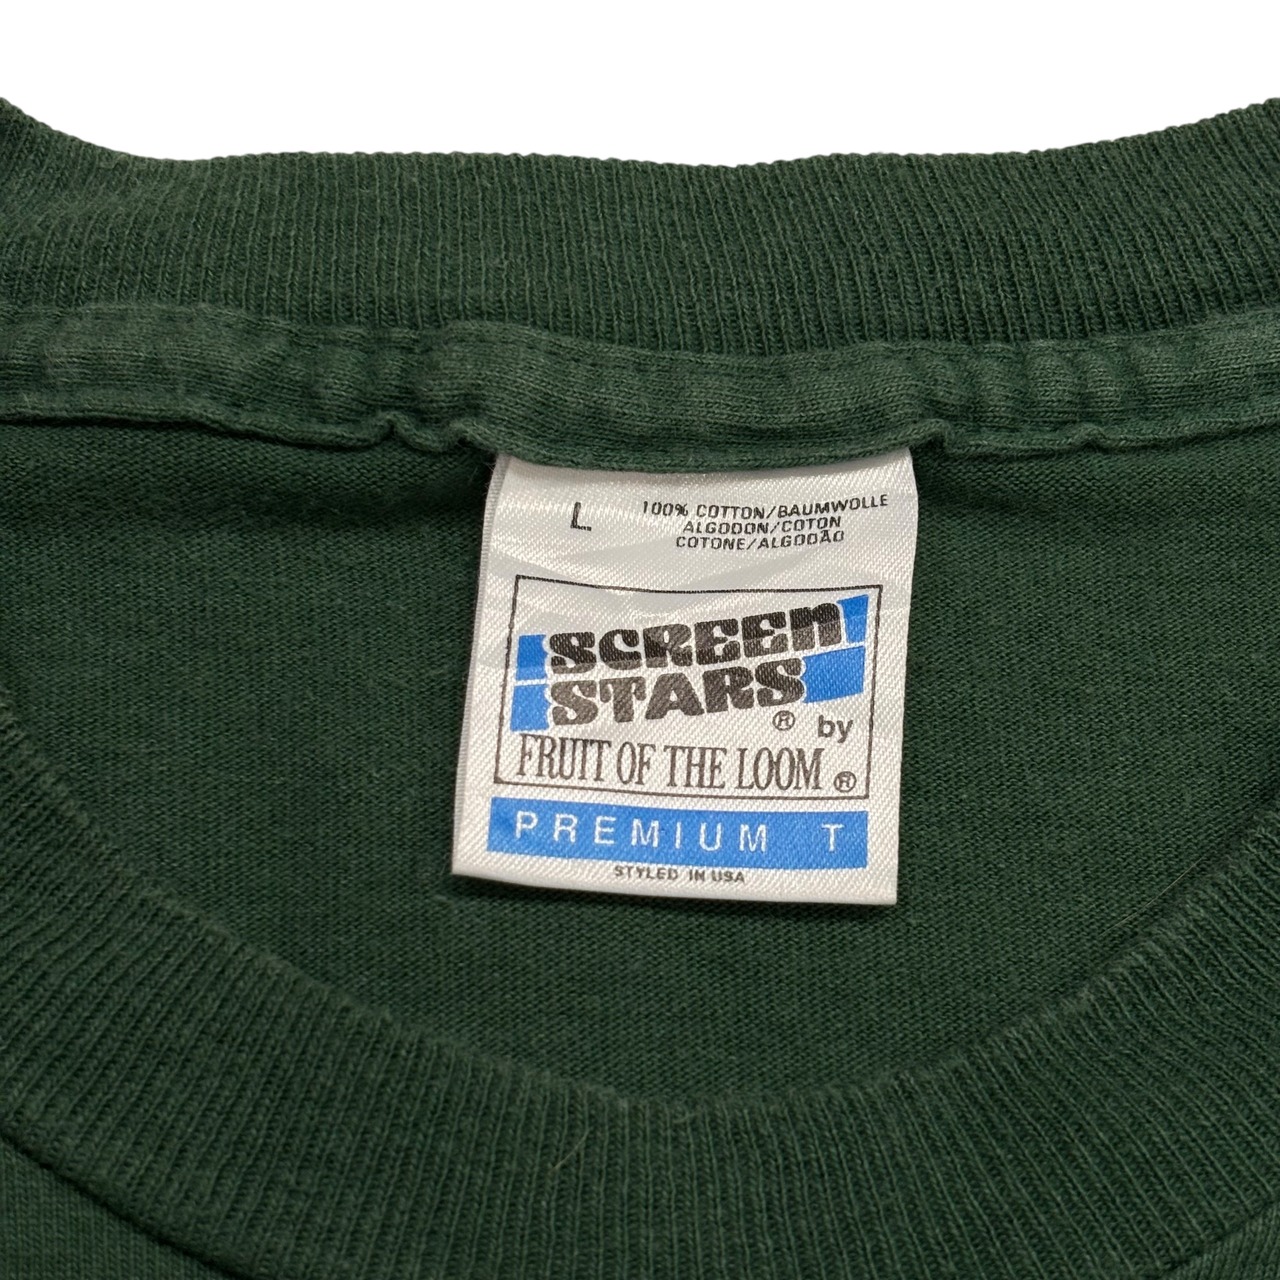 L
100% COTTON/BAUMWOLLE
ALGODON/COTON
COTONE/ALGODÃO
SCREEN
STARS® by
FRUIT OF THE LOOM®
PREMIUM T
STYLED IN USA